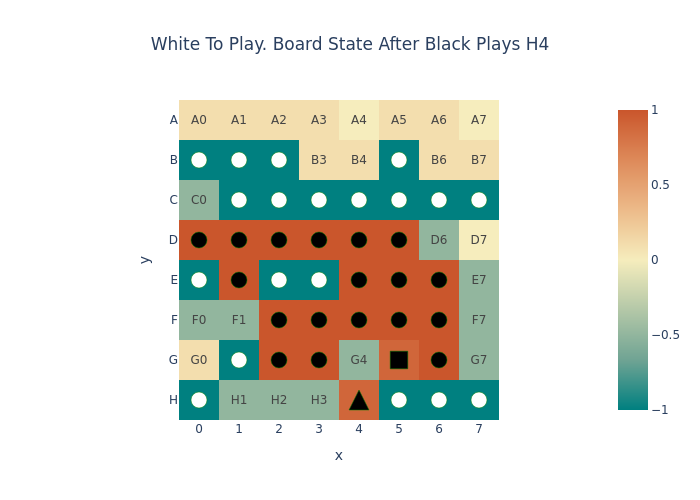 White To Play. Board State After Black Plays H4
A A0 A1 A2 A3 A4 A5 A6 A7
B B3 B4 B6 B7
C C0
D D6 D7
E E7
F F0 F1 F7
G G0 G4 G7
H H1 H2 H3
0 1 2 3 4 5 6 7
x
y
1
0.5
0
−0.5
−1